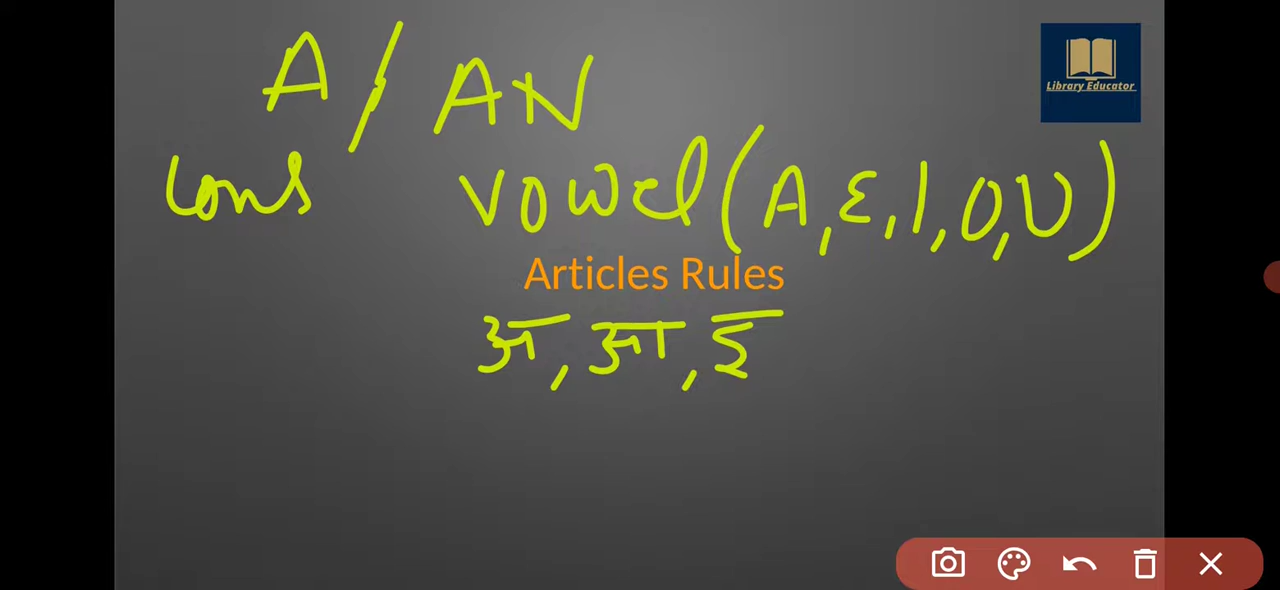 A / AN
Library Educator
Cons vowel (A, E, I, O, U)
Articles Rules
अ, आ, इ